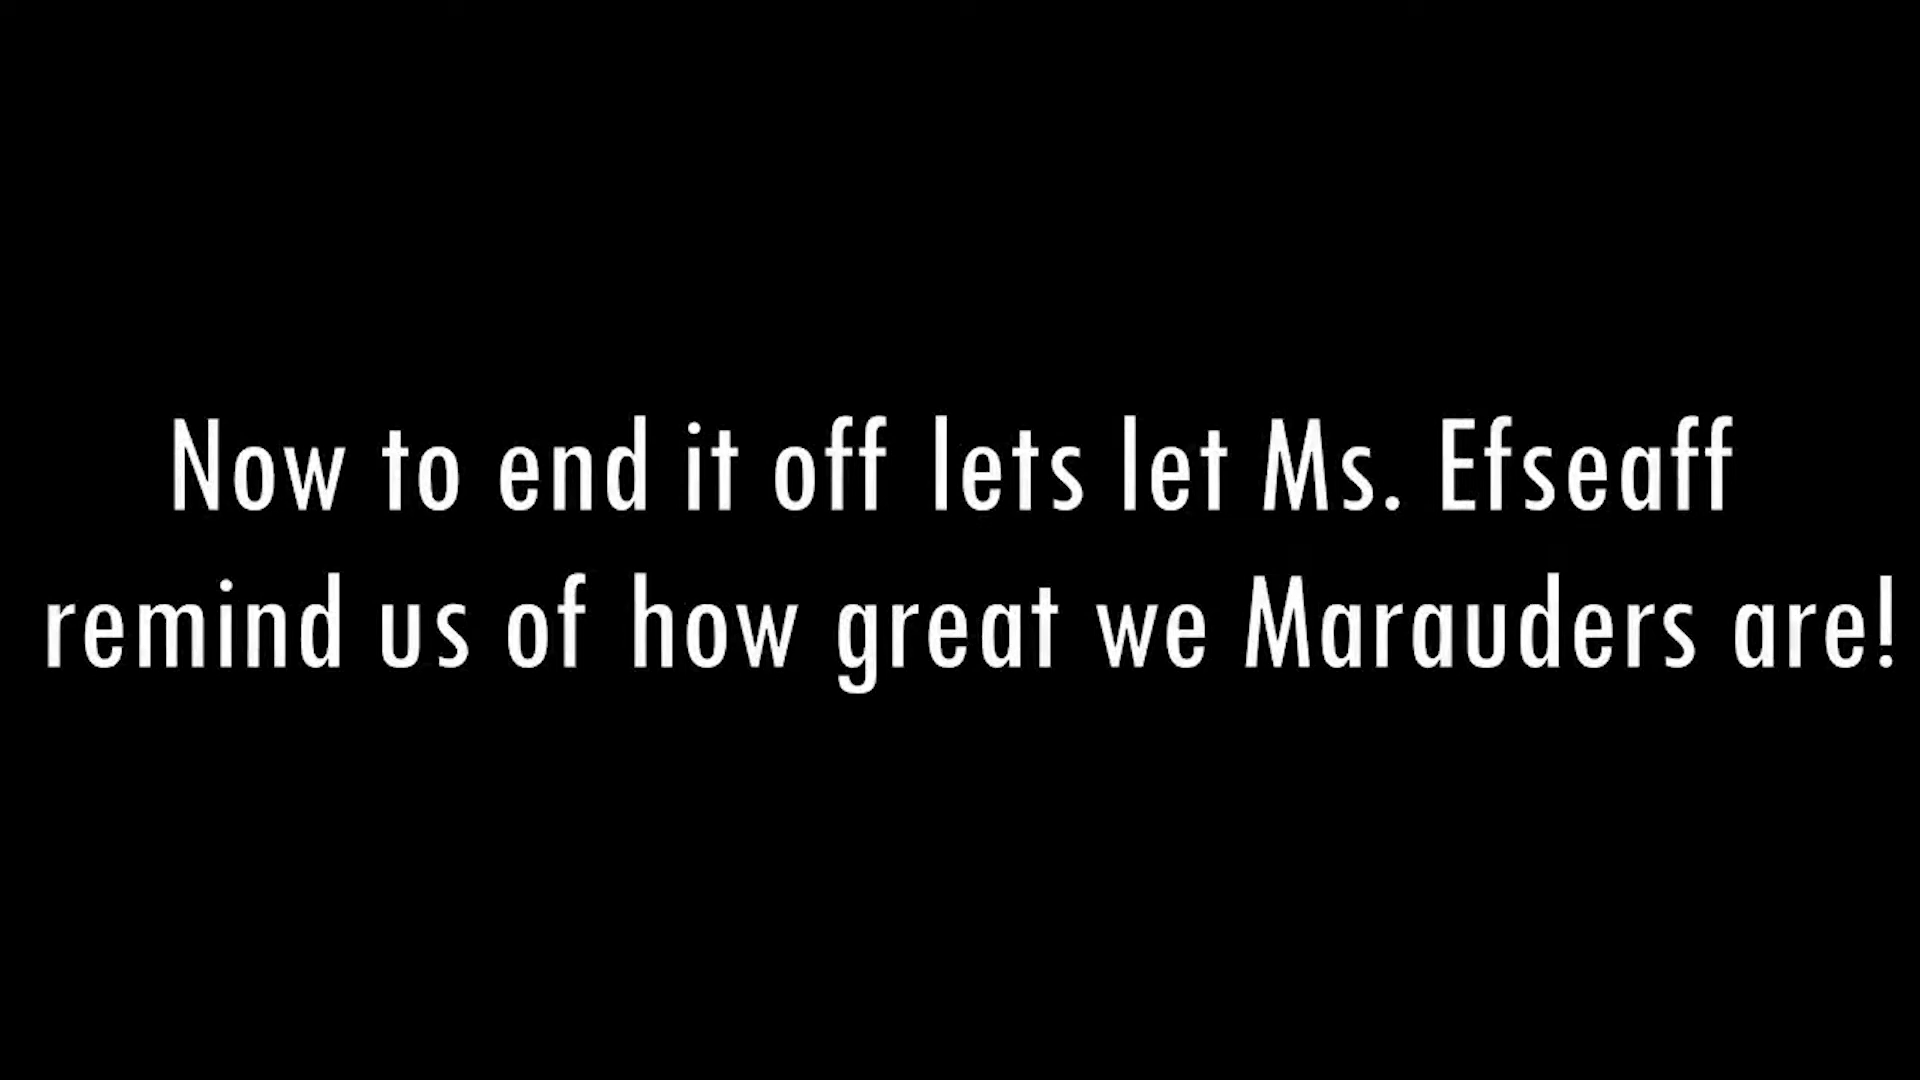 Now to end it off lets let Ms. Efseaff
remind us of how great we Marauders are!